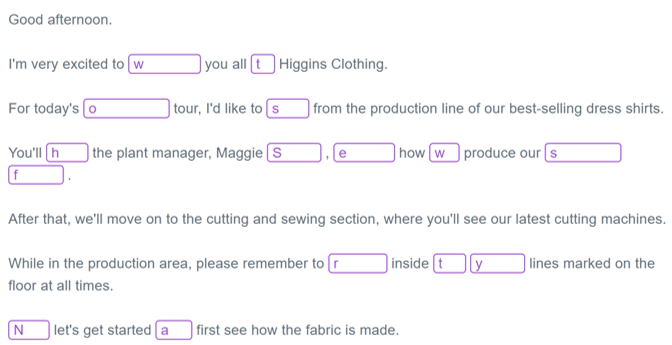 Good afternoon.
I'm very excited to w you all t Higgins Clothing.
For today's o tour, I'd like to s from the production line of our best-selling dress shirts.
You'll h the plant manager, Maggie S , e how w produce our s
f .
After that, we'll move on to the cutting and sewing section, where you'll see our latest cutting machines.
While in the production area, please remember to r inside t y lines marked on the
floor at all times.
N let's get started a first see how the fabric is made.